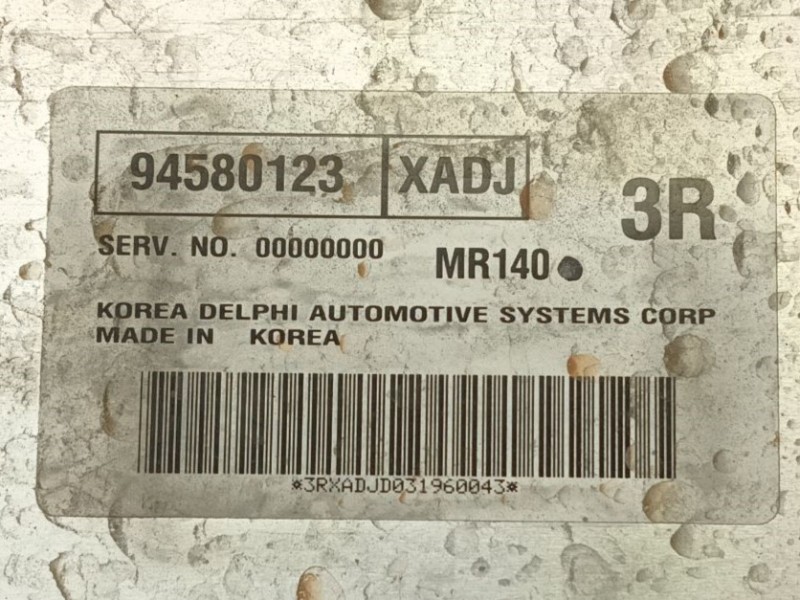 94580123 XADJ 3R
SERV. NO. 00000000 MR140
KOREA DELPHI AUTOMOTIVE SYSTEMS CORP
MADE IN KOREA
*3RXADJD031960043*